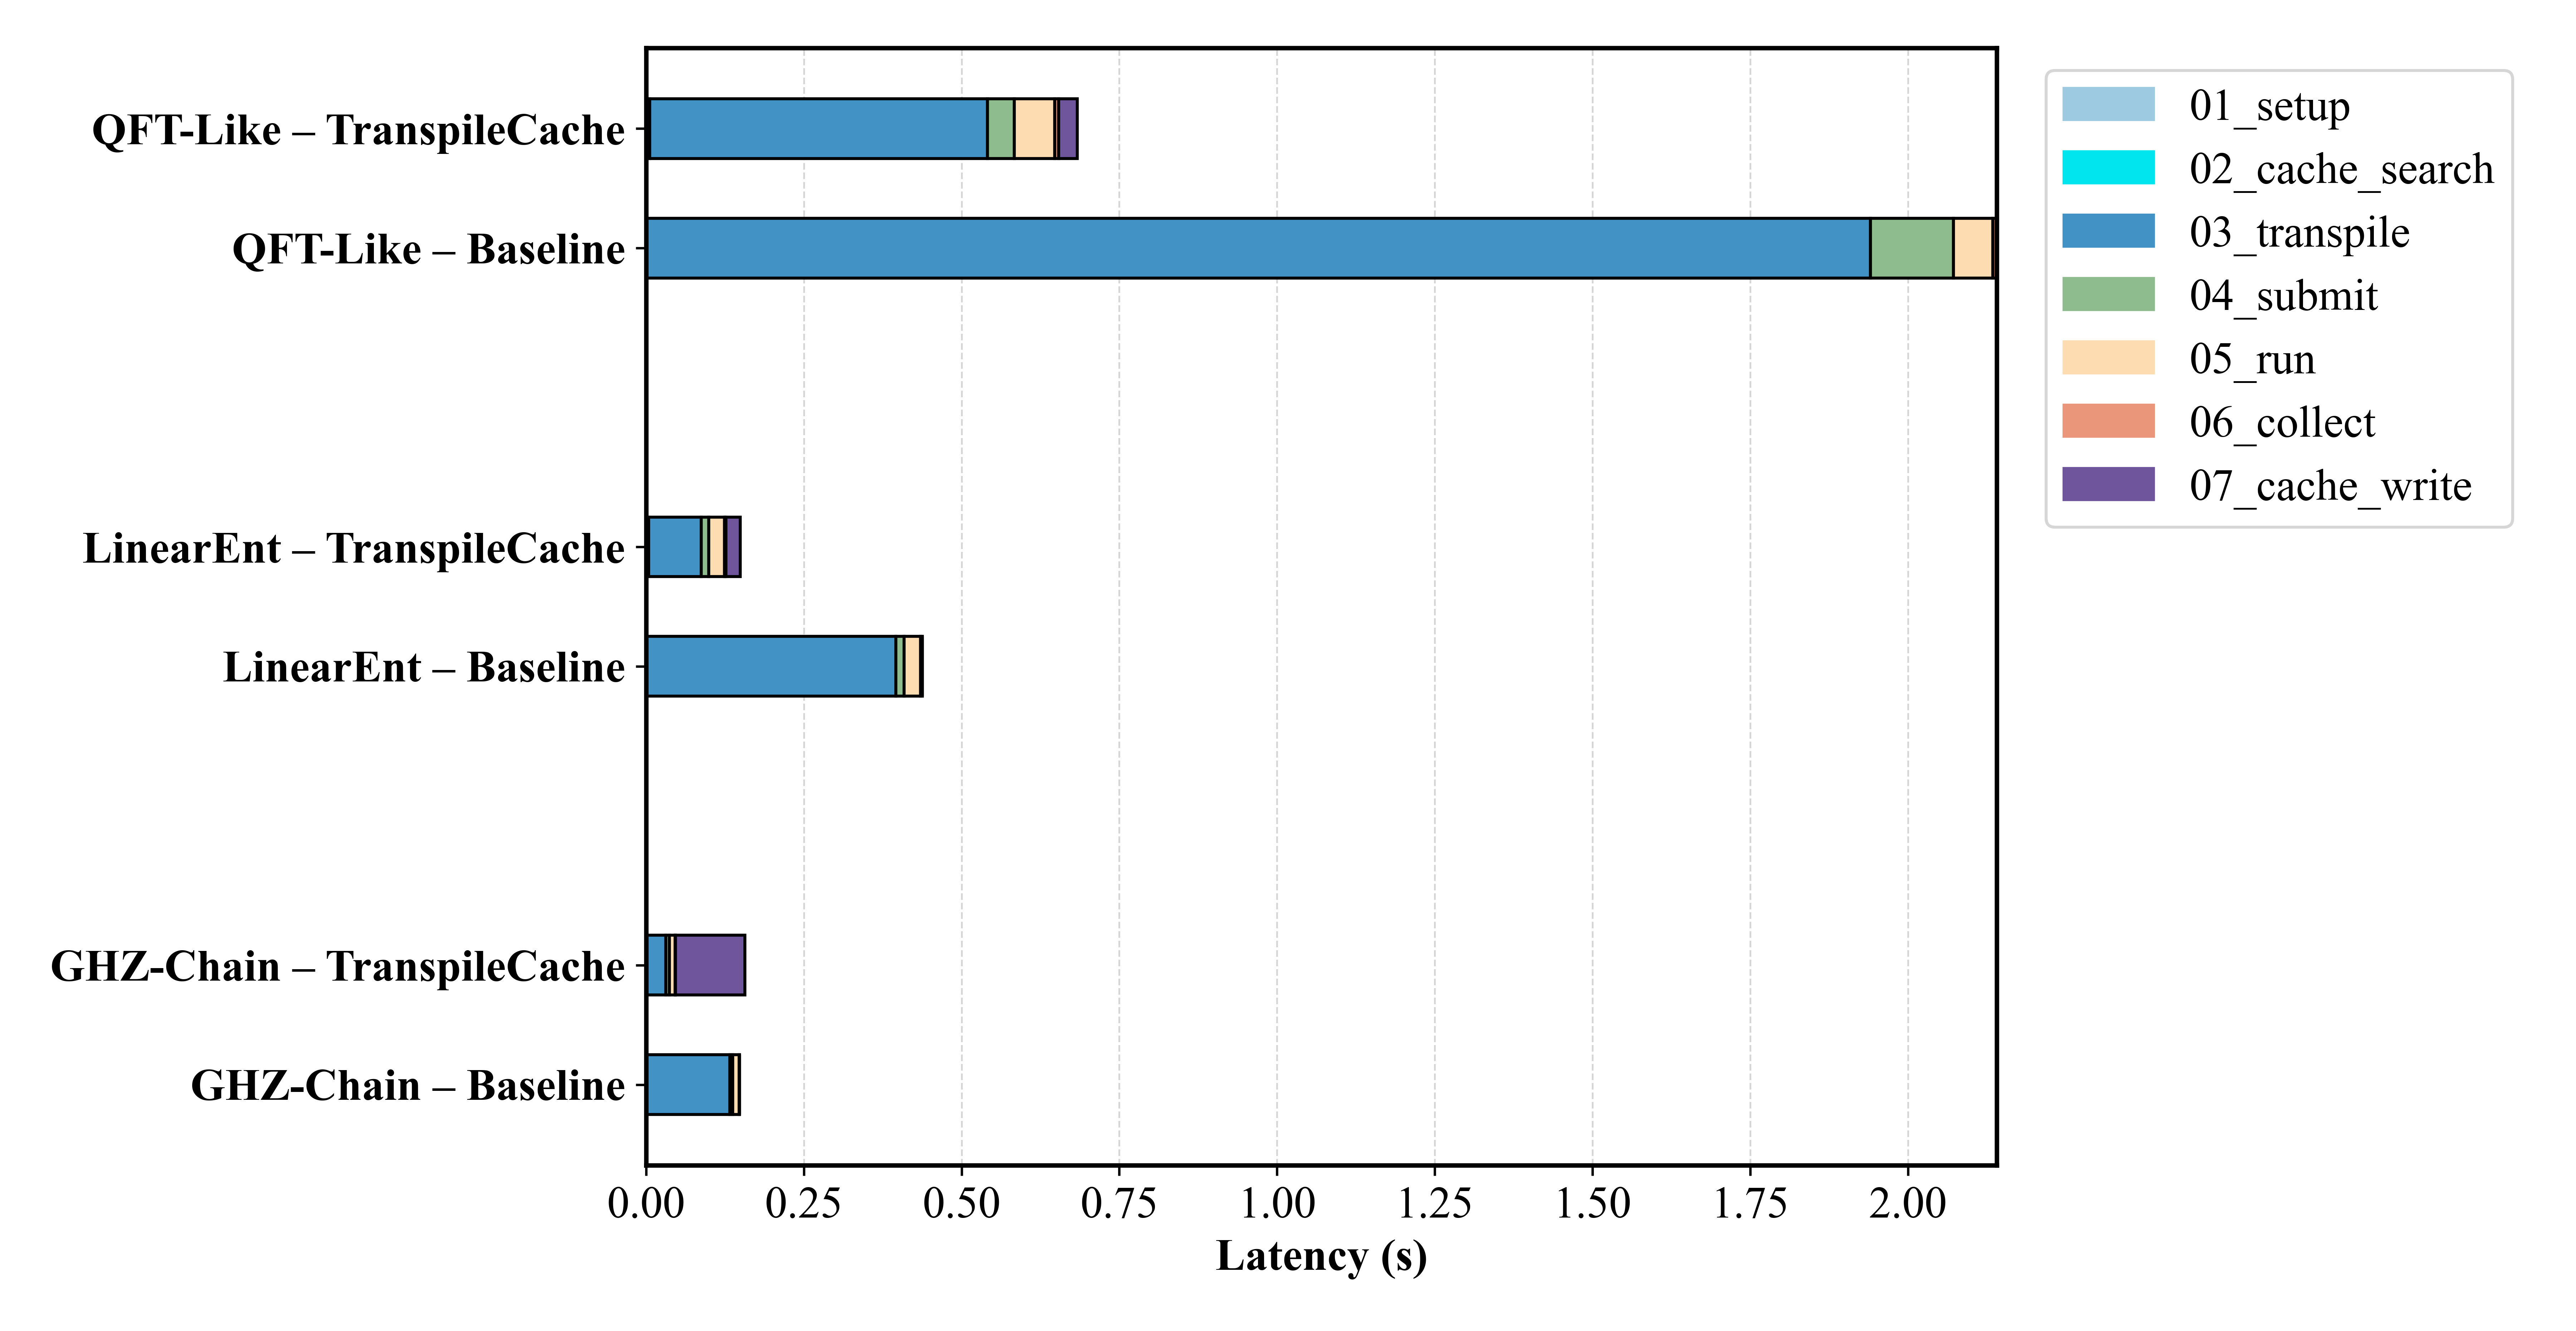 QFT-Like – TranspileCache
QFT-Like – Baseline
LinearEnt – TranspileCache
LinearEnt – Baseline
GHZ-Chain – TranspileCache
GHZ-Chain – Baseline
0.00 0.25 0.50 0.75 1.00 1.25 1.50 1.75 2.00
Latency (s)
01_setup
02_cache_search
03_transpile
04_submit
05_run
06_collect
07_cache_write